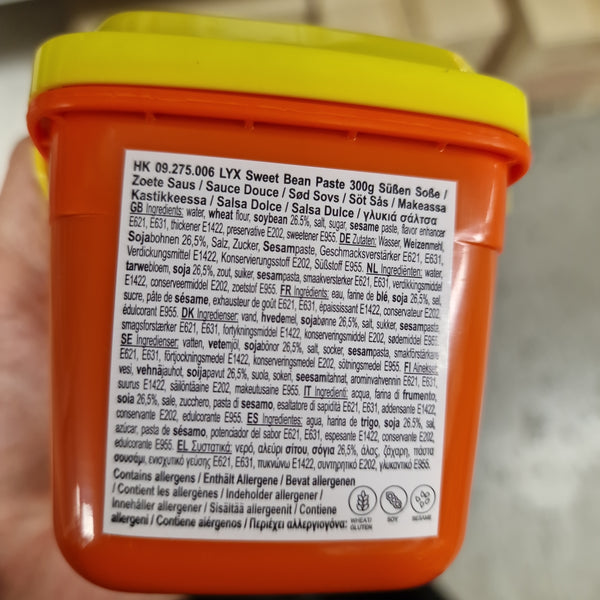 HK 09.275.006 LYX Sweet Bean Paste 300g Süßen Soße /
Zoete Saus / Sauce Douce / Sød Sovs / Söt Sås / Makeassa
Kastikkeessa / Salsa Dolce / Salsa Dulce / γλυκιά σάλτσα
GB Ingredients: water, wheat flour, soybean 26,5%, salt, sugar, sesame paste, flavor enhancer
E621, E631, thickener E1422, preservative E202, sweetener E955. DE Zutaten: Wasser, Weizenmehl,
Sojabohnen 26,5%, Salz, Zucker, Sesampaste, Geschmacksverstärker E621, E631,
Verdickungsmittel E1422, Konservierungsstoff E202, Süßstoff E955. NL Ingrediënten: water,
tarwebloem, soja 26,5%, zout, suiker, sesampasta, smaakversterker E621, E631, verdikkingsmiddel
E1422, conserveermiddel E202, zoetstof E955. FR Ingrédients: eau, farine de blé, soja 26,5%, sel,
sucre, pâte de sésame, exhausteur de goût E621, E631, épaississant E1422, conservateur E202,
édulcorant E955. DK Ingredienser: vand, hvedemel, sojabønne 26,5%, salt, sukker, sesampasta,
smagsforstærker E621, E631, fortykningsmiddel E1422, konserveringsmiddel E202, sødemiddel E955.
SE Ingredienser: vatten, vetemjöl, sojabönor 26,5%, salt, socker, sesampasta, smakförstärkare
E621, E631, förtjockningsmedel E1422, konserveringsmedel E202, sötningsmedel E955. FI Ainekset:
vesi, vehnäjauhot, soijapavut 26,5%, suola, sokeri, seesamitahnat, arominvahvennin E621, E631,
suurus E1422, säilöntäaine E202, makeutusaine E955. IT Ingredient: acqua, farina di frumento,
soia 26,5%, sale, zucchero, pasta di sesamo, esaltatore di sapidità E621, E631, addensante E1422,
conservante E202, edulcorante E955. ES Ingredientes: agua, harina de trigo, soja 26,5%, sal,
azúcar, pasta de sésamo, potenciador del sabor E621, E631, espesante E1422, conservante E202,
edulcorante E955. EL Συστατικά: νερό, αλεύρι σίτου, σόγια 26,5%, άλας, ζάχαρη, πάστα
σουσάμι, ενισχυτικό γεύσης E621, E631, πυκνώνω E1422, συντηρητικό E202, γλυκαντικό E955.
Contains allergens / Enthält Allergene / Bevat allergenen
/ Contient les allergènes / Indeholder allergener /
Innehåller allergener / Sisältää allergeenit / Contiene
allergeni / Contiene alérgenos / Περιέχει αλλεργιογόνα:
WHEAT/
GLUTEN
SOY
SESAME